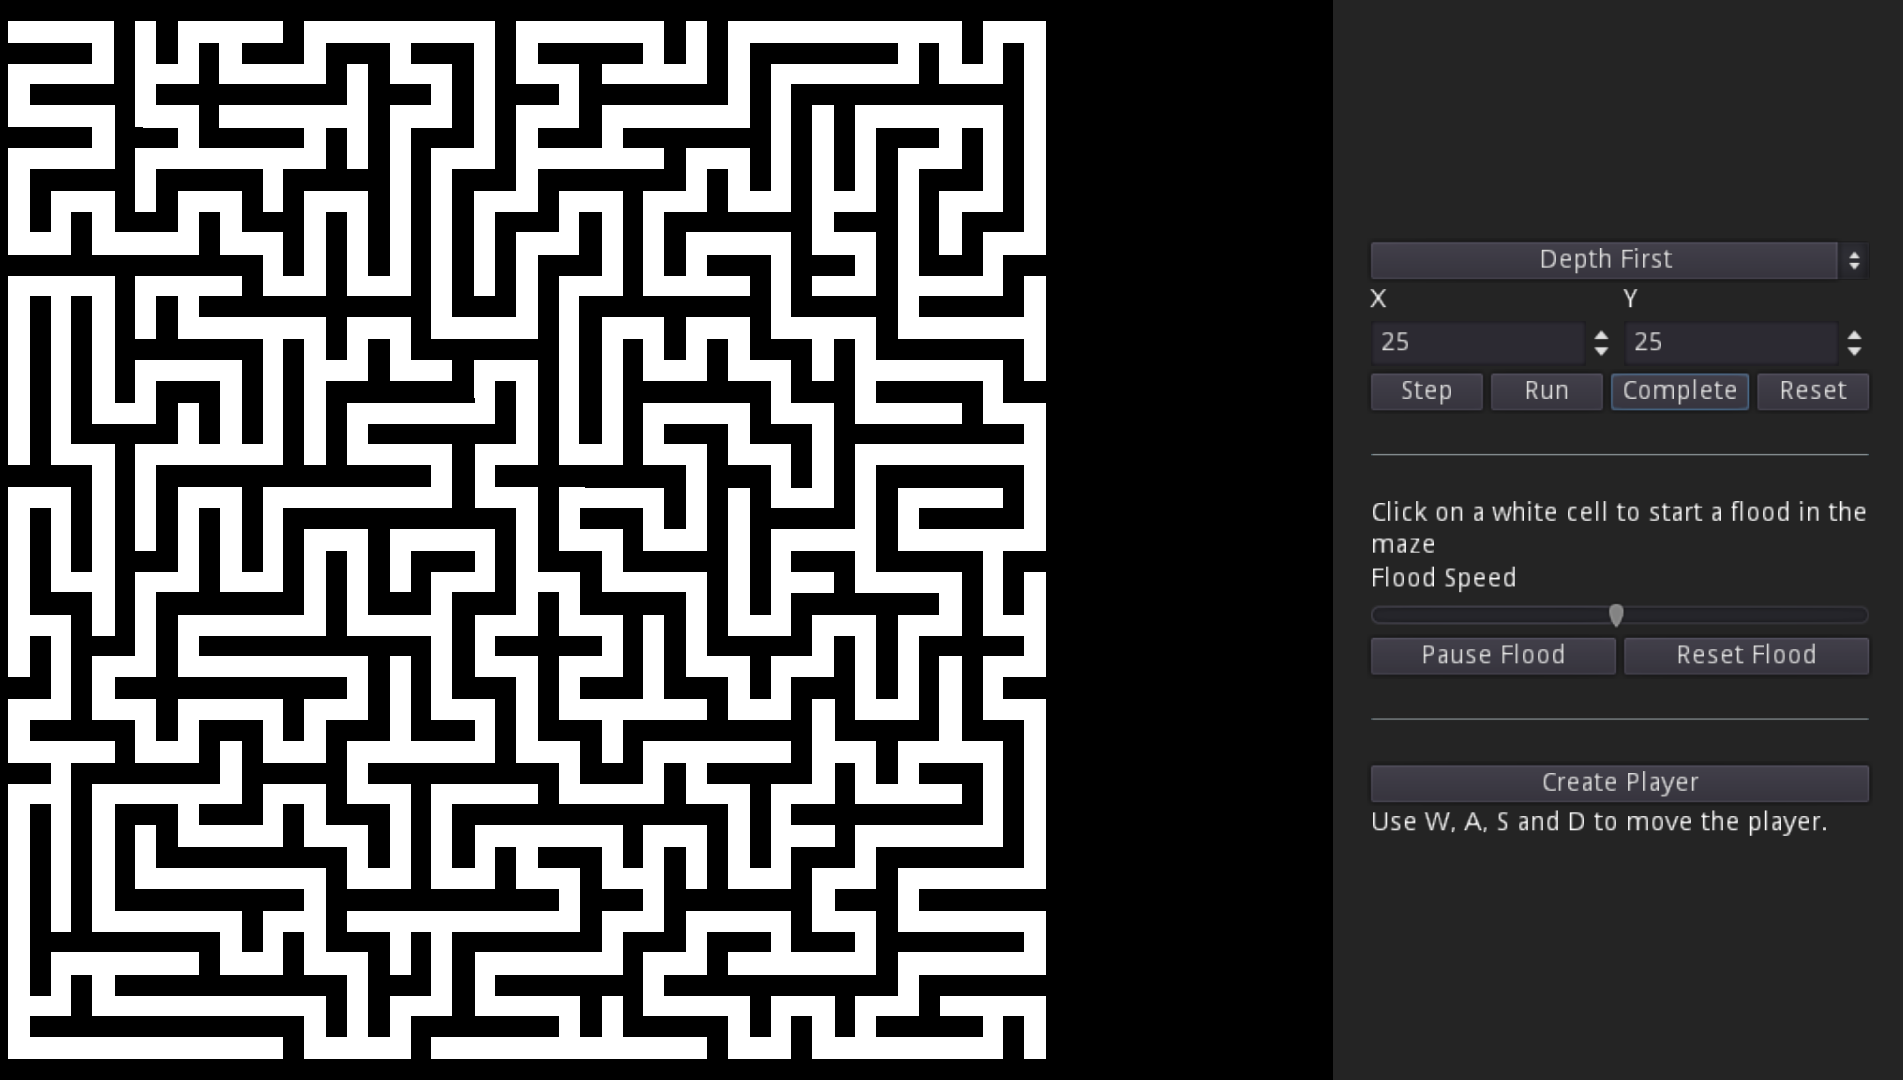 Depth First
X Y
25 25
Step Run Complete Reset
Click on a white cell to start a flood in the
maze
Flood Speed
Pause Flood Reset Flood
Create Player
Use W, A, S and D to move the player.